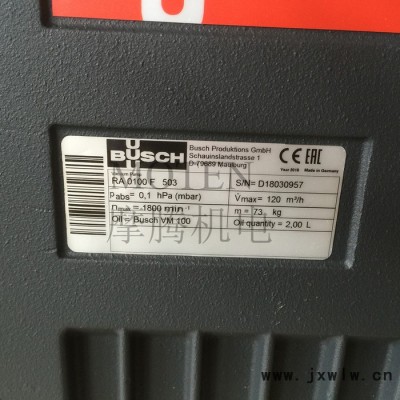 BUSCH
Busch Produktions GmbH
Schauinslandstrasse 1
D 79689 Maulburg
CE EAC
Made in Germany
RA 0100 F 503
S/N= D18030957
Pabs= 0,1 hPa (mbar)
Vmax= 120 m³/h
nmax= 1800 min⁻¹
m = 73 kg
Oil = Busch VM 100
Oil quantity = 2,00 L
MOTEN
摩腾机电
www.jxwlw.cn